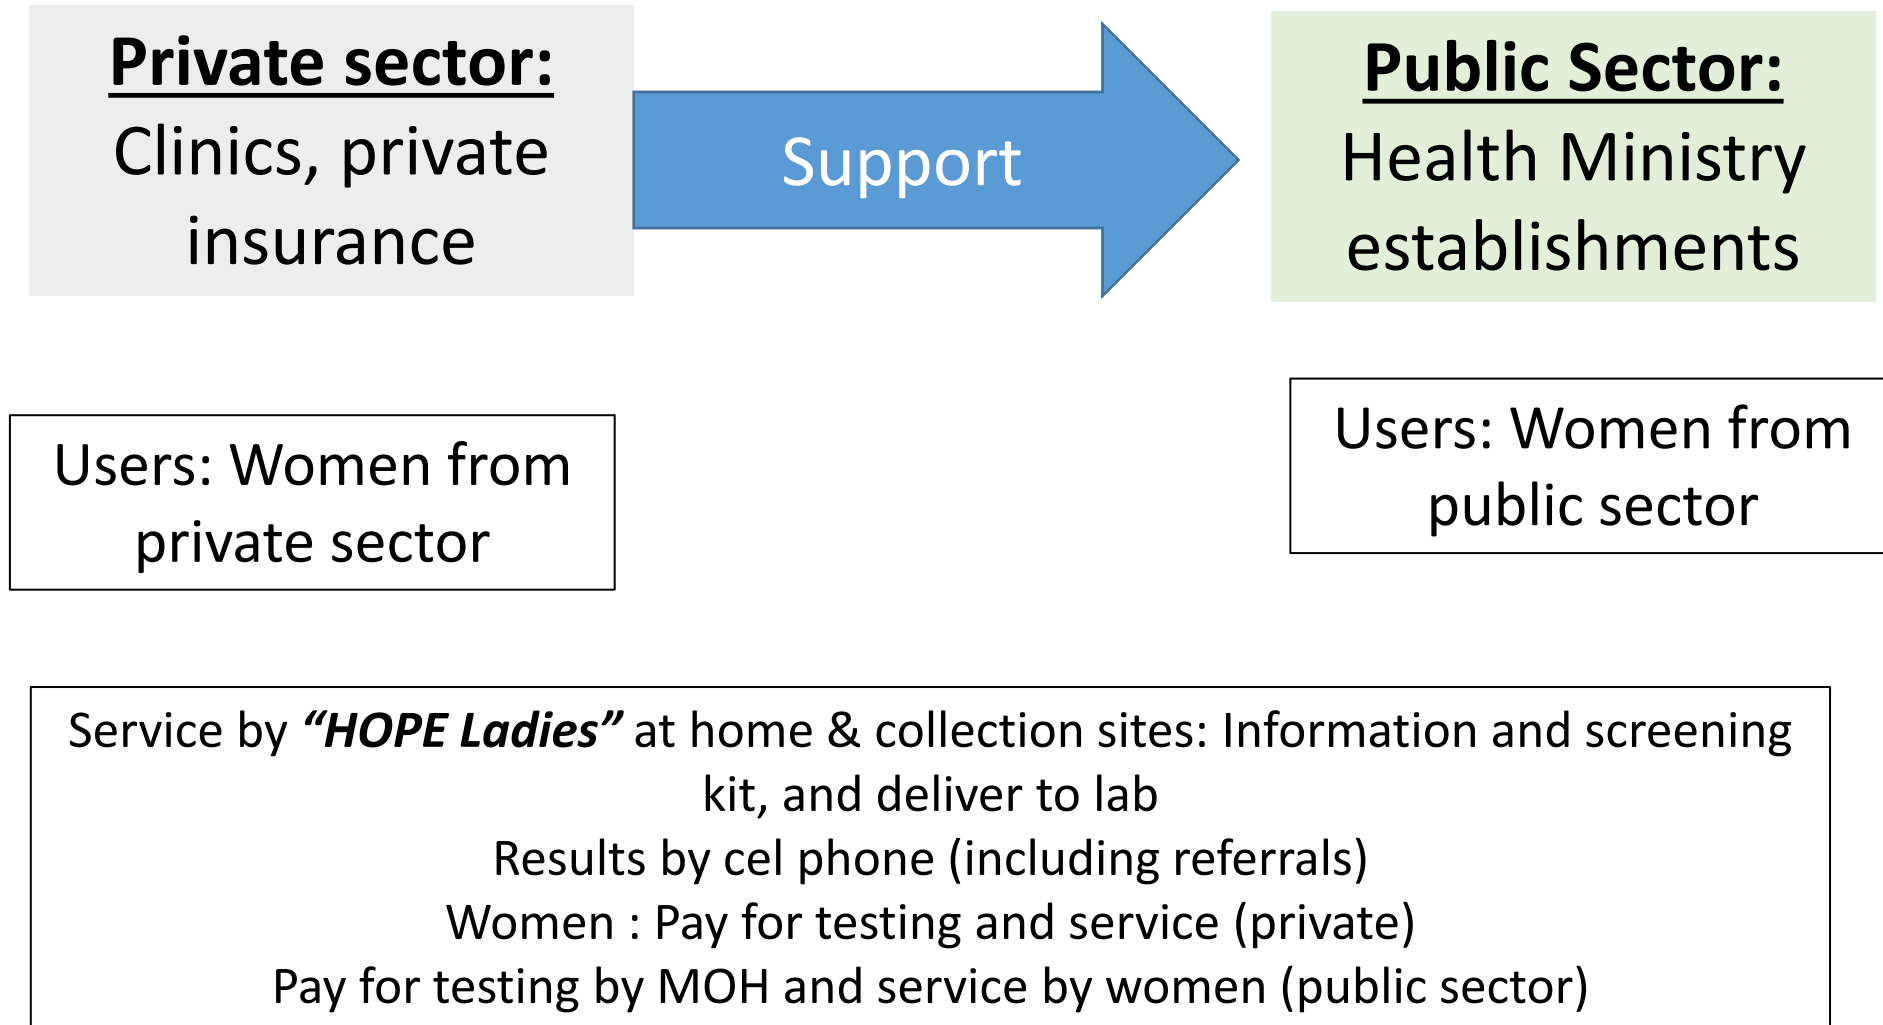 Private sector:
Clinics, private
insurance
Support
Public Sector:
Health Ministry
establishments
Users: Women from
private sector
Users: Women from
public sector
Service by “HOPE Ladies” at home & collection sites: Information and screening
kit, and deliver to lab
Results by cel phone (including referrals)
Women : Pay for testing and service (private)
Pay for testing by MOH and service by women (public sector)